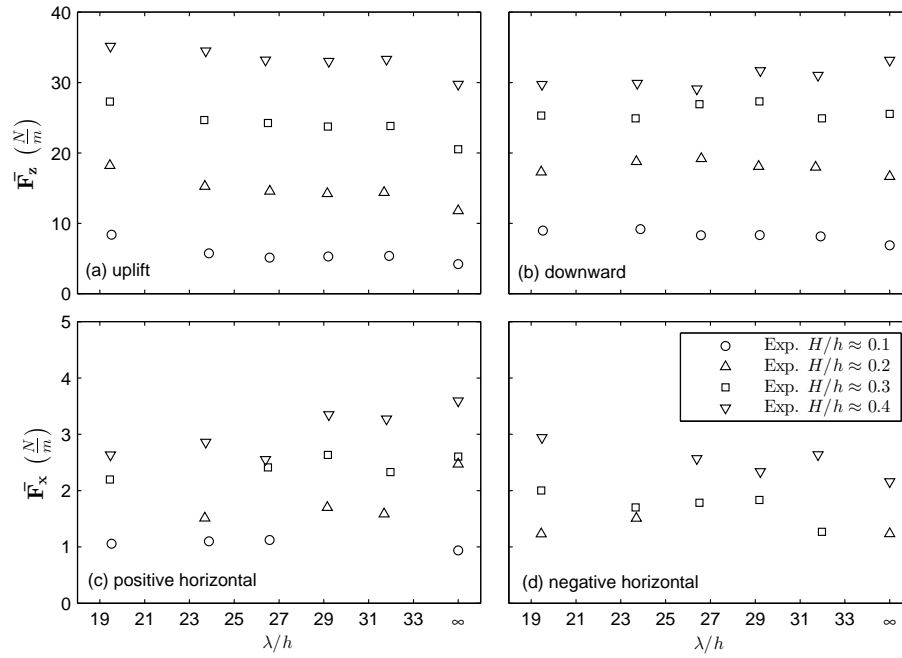 40
30
20
10
0
F̄z (N/m)
(a) uplift
(b) downward
5
4
3
2
1
0
F̄x (N/m)
(c) positive horizontal
(d) negative horizontal
Exp. H/h ≈ 0.1
Exp. H/h ≈ 0.2
Exp. H/h ≈ 0.3
Exp. H/h ≈ 0.4
19 21 23 25 27 29 31 33 ∞
λ/h
19 21 23 25 27 29 31 33 ∞
λ/h